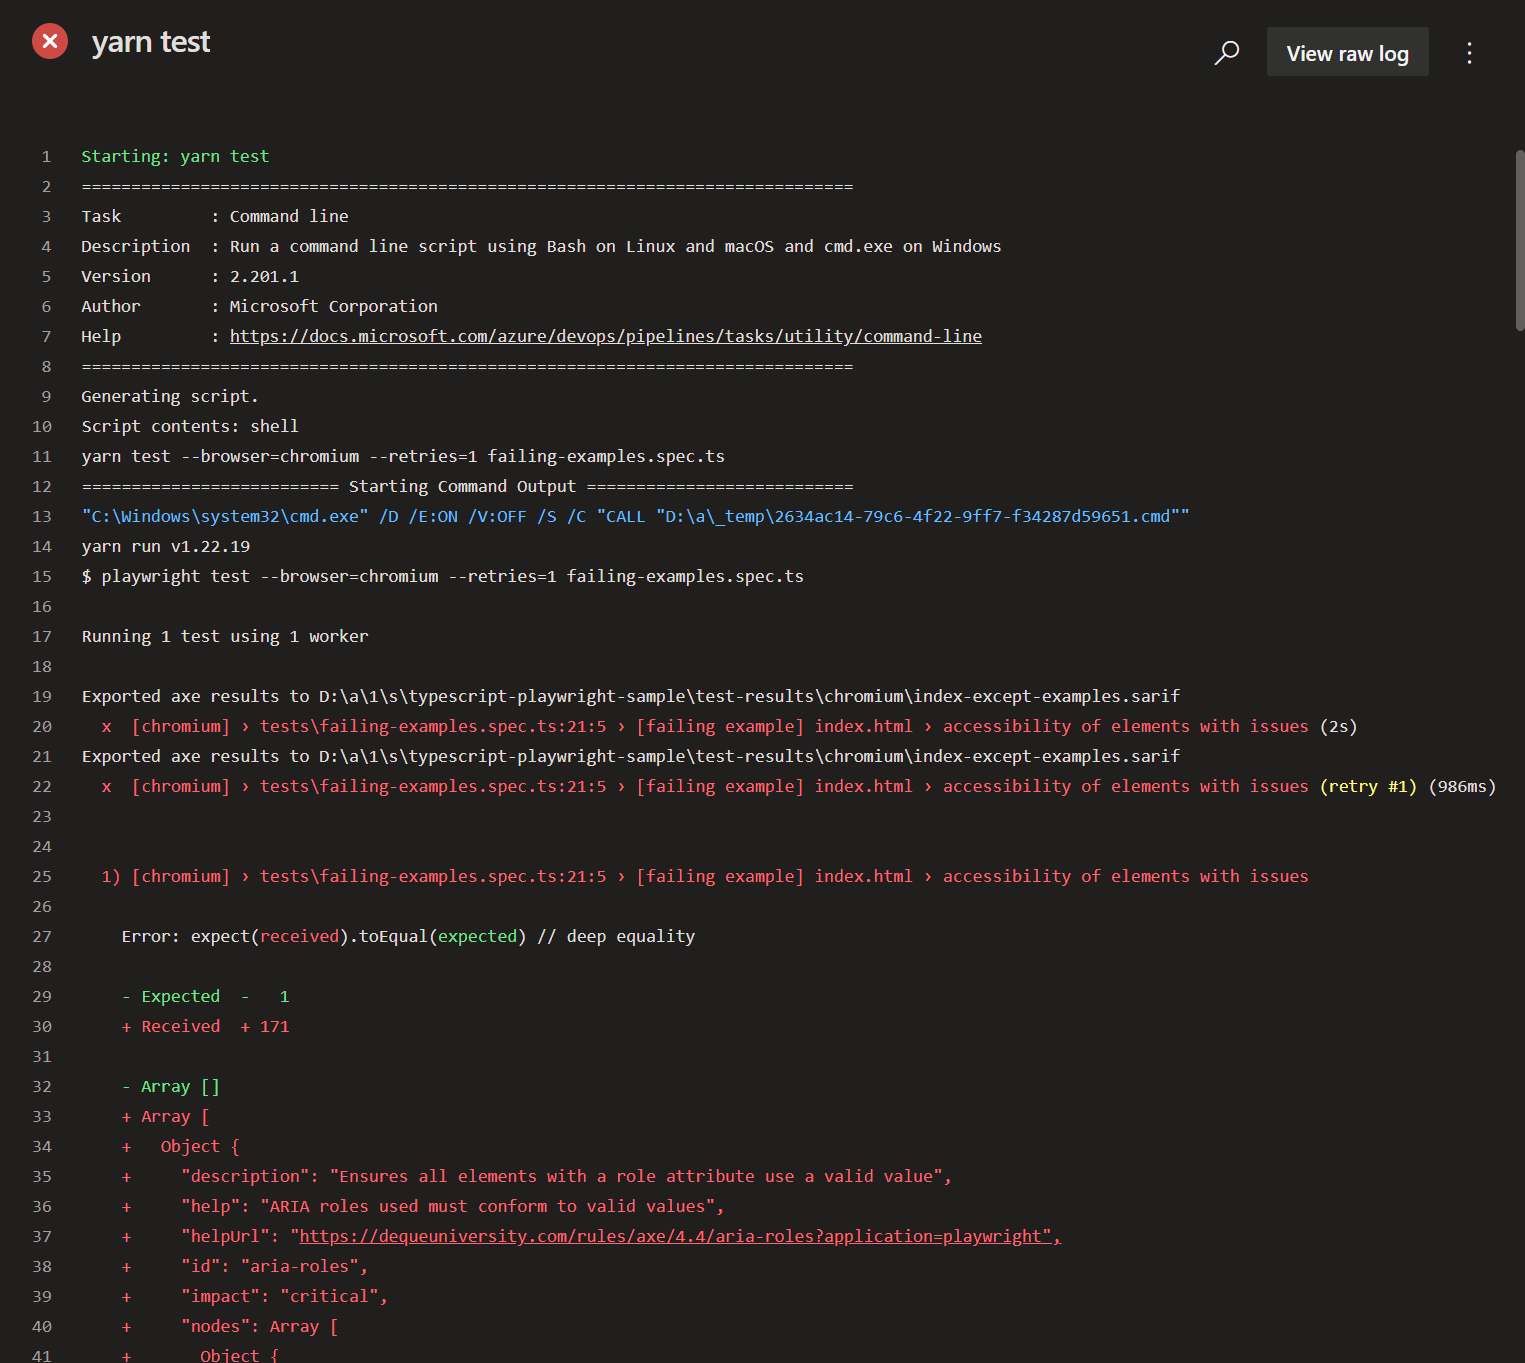 yarn test
View raw log
1 Starting: yarn test
2 ==============================================================================
3 Task         : Command line
4 Description  : Run a command line script using Bash on Linux and macOS and cmd.exe on Windows
5 Version      : 2.201.1
6 Author       : Microsoft Corporation
7 Help         : https://docs.microsoft.com/azure/devops/pipelines/tasks/utility/command-line
8 ==============================================================================
9 Generating script.
10 Script contents: shell
11 yarn test --browser=chromium --retries=1 failing-examples.spec.ts
12 ========================== Starting Command Output ===========================
13 "C:\Windows\system32\cmd.exe" /D /E:ON /V:OFF /S /C "CALL "D:\a\_temp\2634ac14-79c6-4f22-9ff7-f34287d59651.cmd""
14 yarn run v1.22.19
15 $ playwright test --browser=chromium --retries=1 failing-examples.spec.ts
16
17 Running 1 test using 1 worker
18
19 Exported axe results to D:\a\1\s\typescript-playwright-sample\test-results\chromium\index-except-examples.sarif
20   x  [chromium] › tests\failing-examples.spec.ts:21:5 › [failing example] index.html › accessibility of elements with issues (2s)
21 Exported axe results to D:\a\1\s\typescript-playwright-sample\test-results\chromium\index-except-examples.sarif
22   x  [chromium] › tests\failing-examples.spec.ts:21:5 › [failing example] index.html › accessibility of elements with issues (retry #1) (986ms)
23
24
25   1) [chromium] › tests\failing-examples.spec.ts:21:5 › [failing example] index.html › accessibility of elements with issues
26
27     Error: expect(received).toEqual(expected) // deep equality
28
29     - Expected  -   1
30     + Received  + 171
31
32     - Array []
33     + Array [
34     +   Object {
35     +     "description": "Ensures all elements with a role attribute use a valid value",
36     +     "help": "ARIA roles used must conform to valid values",
37     +     "helpUrl": "https://dequeuniversity.com/rules/axe/4.4/aria-roles?application=playwright",
38     +     "id": "aria-roles",
39     +     "impact": "critical",
40     +     "nodes": Array [
41     +       Object {